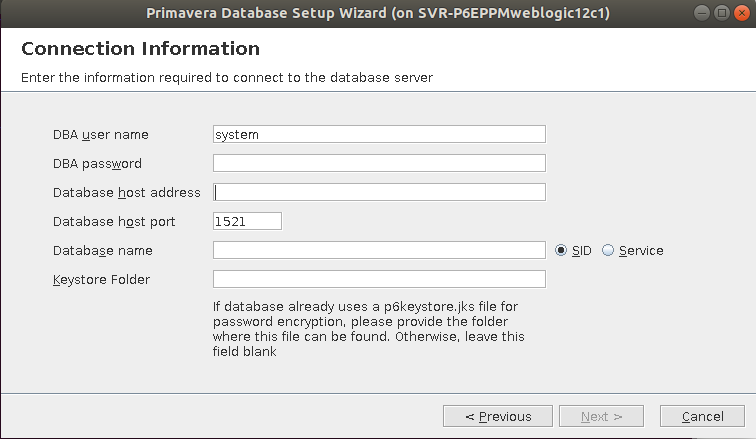 Primavera Database Setup Wizard (on SVR-P6EPPMweblogic12c1)
Connection Information
Enter the information required to connect to the database server
DBA user name system
DBA password
Database host address
Database host port 1521
Database name SID Service
Keystore Folder
If database already uses a p6keystore.jks file for
password encryption, please provide the folder
where this file can be found. Otherwise, leave this
field blank
< Previous Next > Cancel